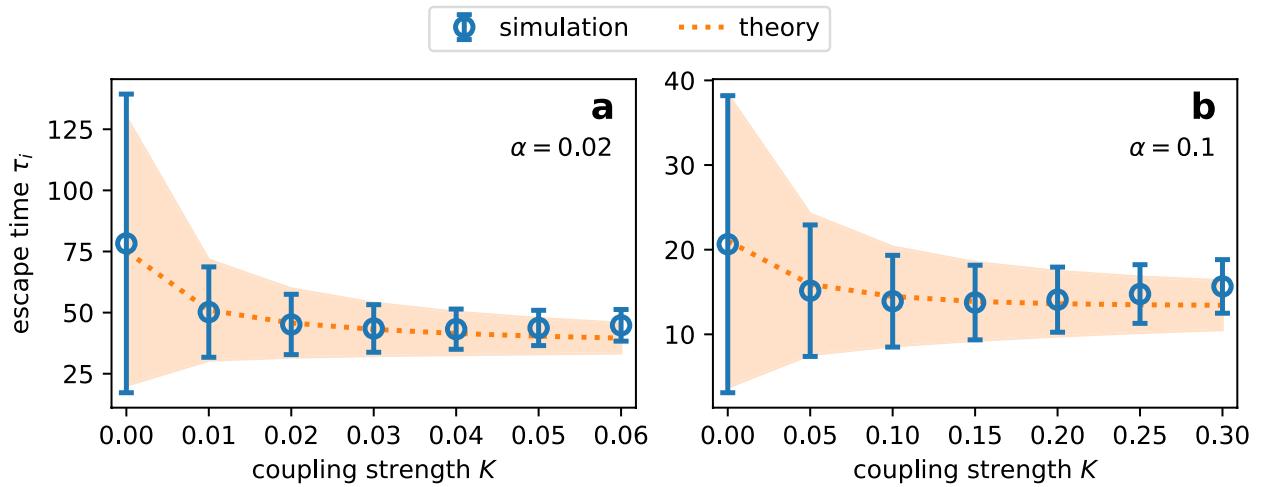 simulation
theory
a
α = 0.02
escape time τi
125
100
75
50
25
0.00 0.01 0.02 0.03 0.04 0.05 0.06
coupling strength K
b
α = 0.1
40
30
20
10
0.00 0.05 0.10 0.15 0.20 0.25 0.30
coupling strength K